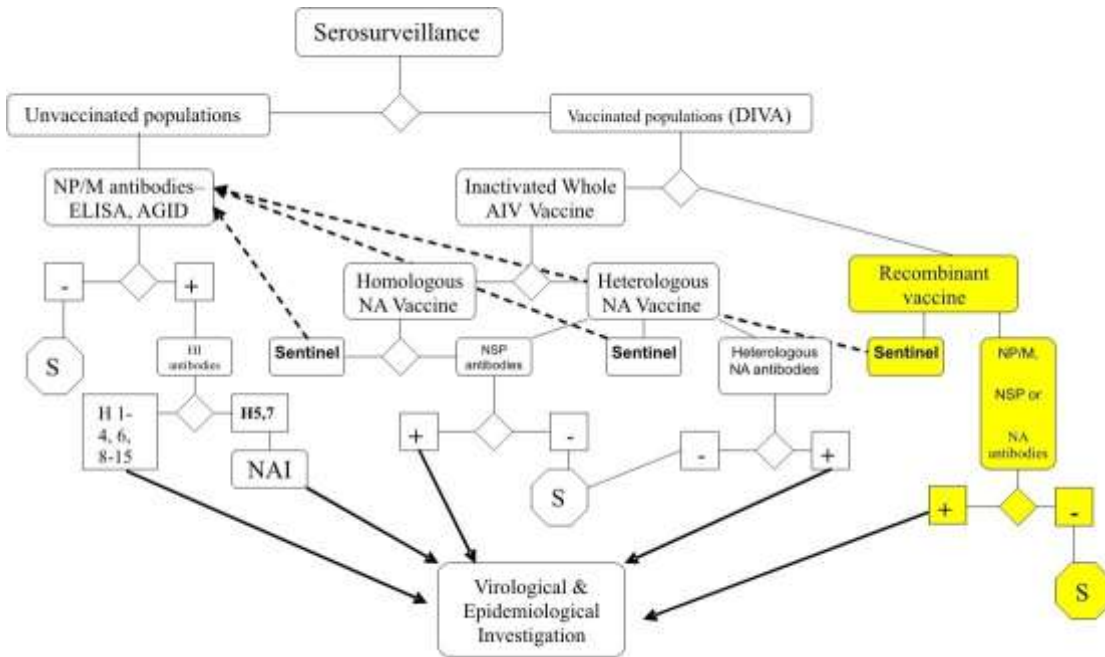 Serosurveillance
Unvaccinated populations
Vaccinated populations (DIVA)
NP/M antibodies–
ELISA, AGID
Inactivated Whole
AIV Vaccine
-
+
Homologous
NA Vaccine
Heterologous
NA Vaccine
Recombinant
vaccine
S
HI
antibodies
Sentinel
NSP
antibodies
Sentinel
Heterologous
NA antibodies
Sentinel
NP/M,
NSP or
NA
antibodies
H 1-
4, 6,
8-15
H5,7
NAI
+
-
S
-
+
+
-
S
Virological &
Epidemiological
Investigation